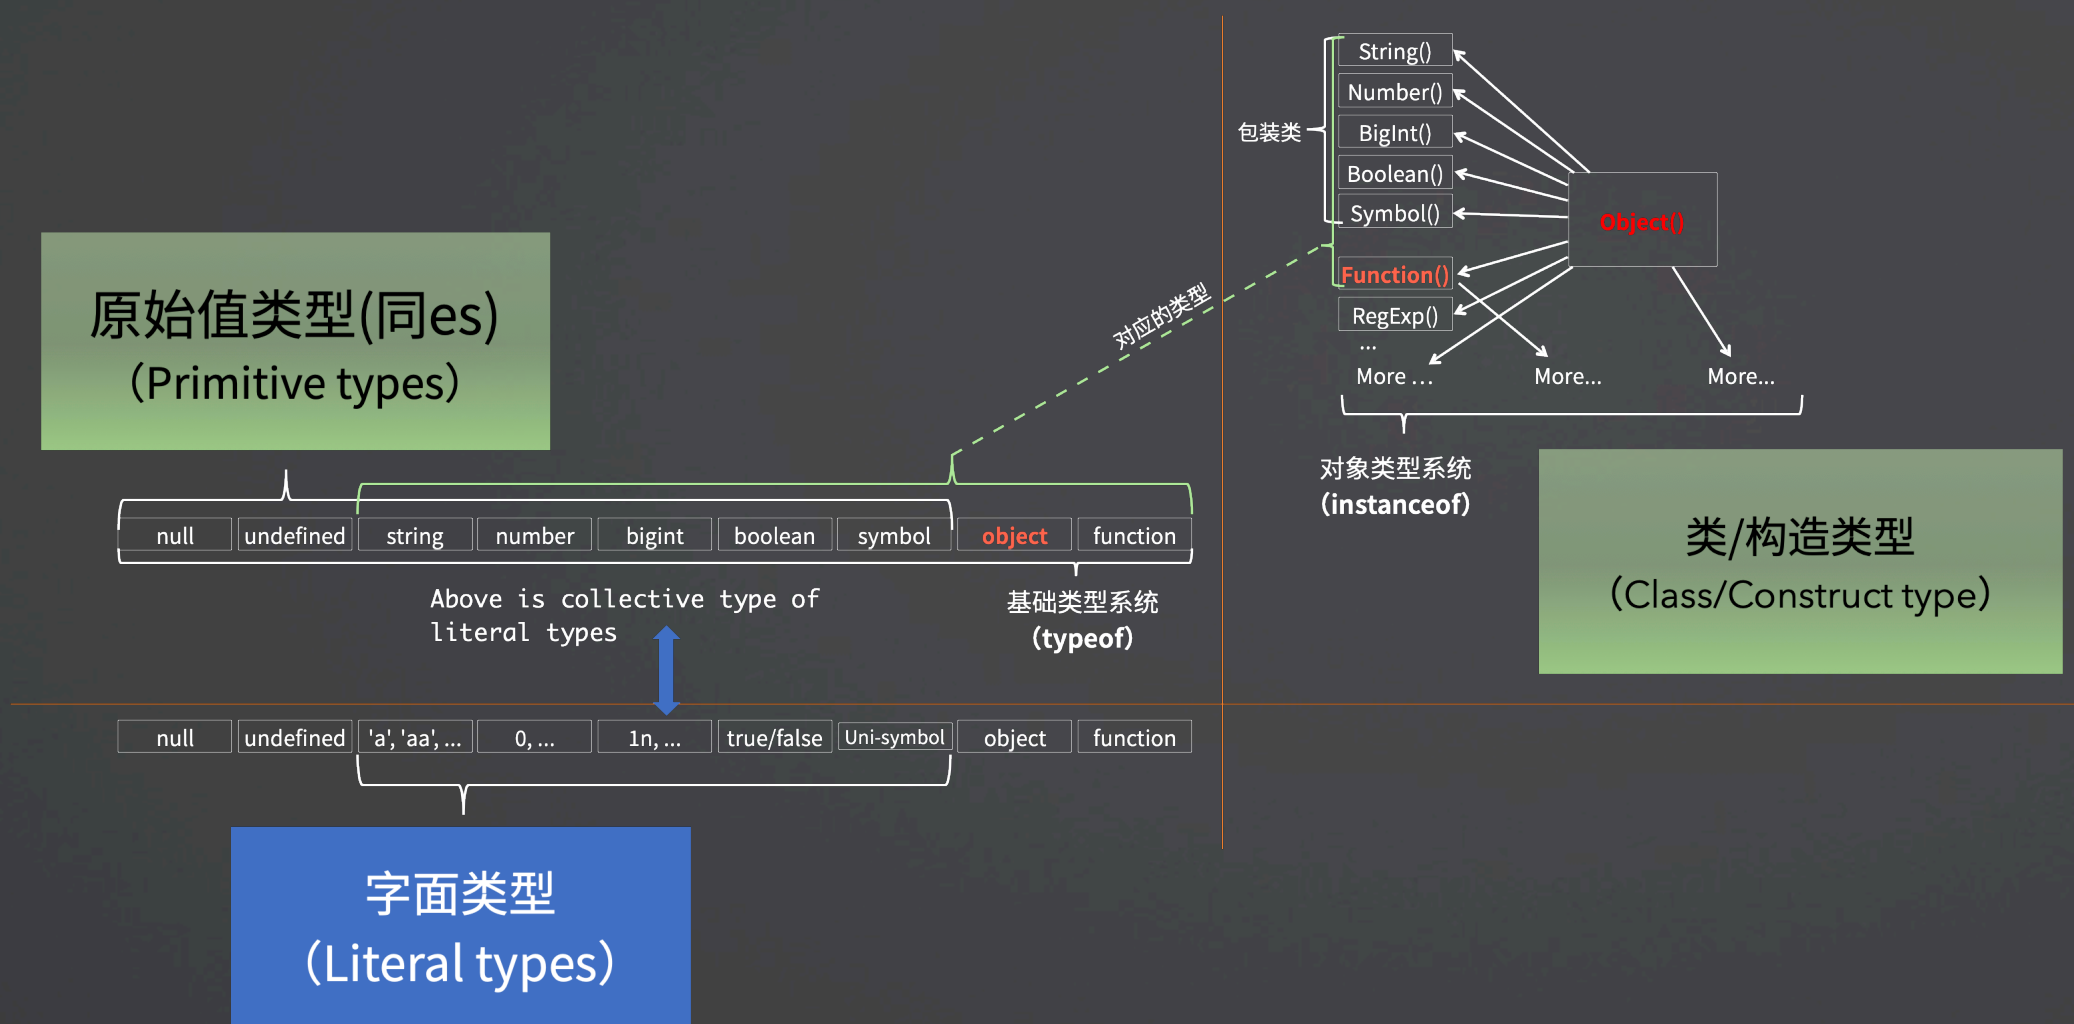 String()
Number()
包装类
BigInt()
Boolean()
Symbol()
Object()
Function()
RegExp()
...
More ...
More...
More...
对应的类型
对象类型系统
(instanceof)
类/构造类型
(Class/Construct type)
原始值类型(同es)
(Primitive types)
null
undefined
string
number
bigint
boolean
symbol
object
function
Above is collective type of
literal types
基础类型系统
(typeof)
null
undefined
'a', 'aa', ...
0, ...
1n, ...
true/false
Uni-symbol
object
function
字面类型
(Literal types)